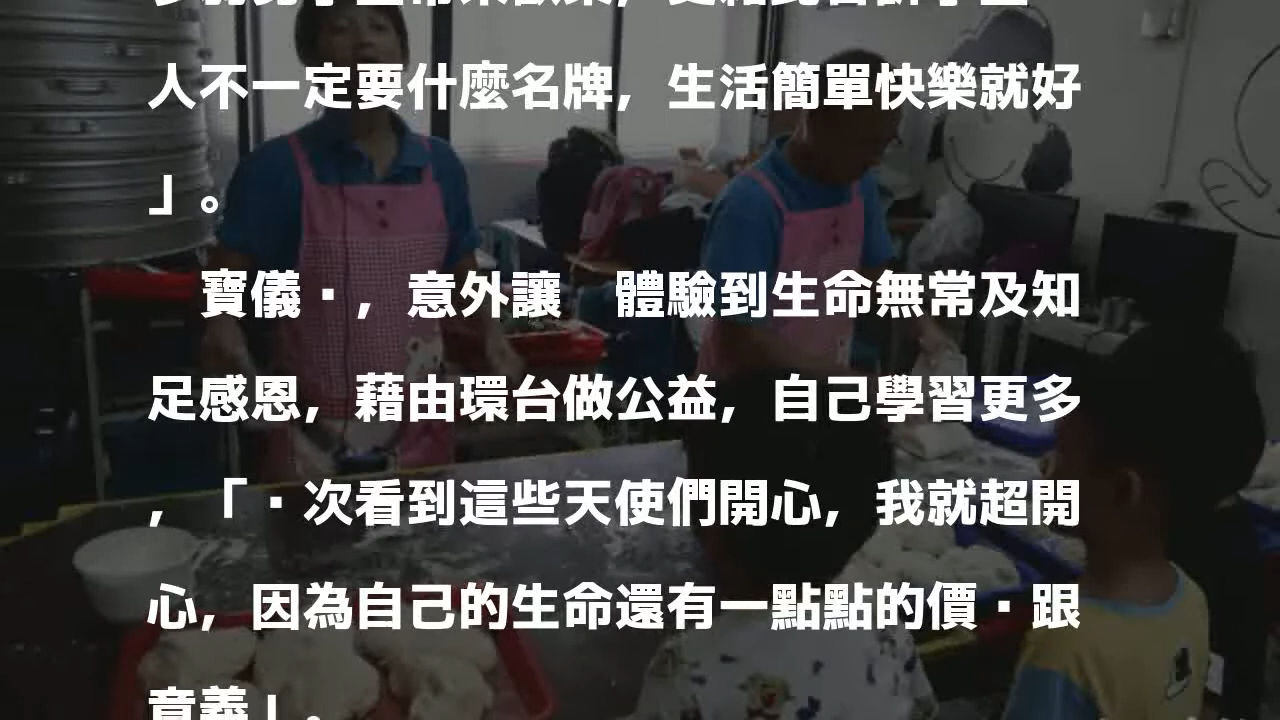 人不一定要什麼名牌，生活簡單快樂就好
」。
寶儀▪，意外讓　體驗到生命無常及知
足感恩，藉由環台做公益，自己學習更多
，「▪次看到這些天使們開心，我就超開
心，因為自己的生命還有一點點的價▪跟
意義」。